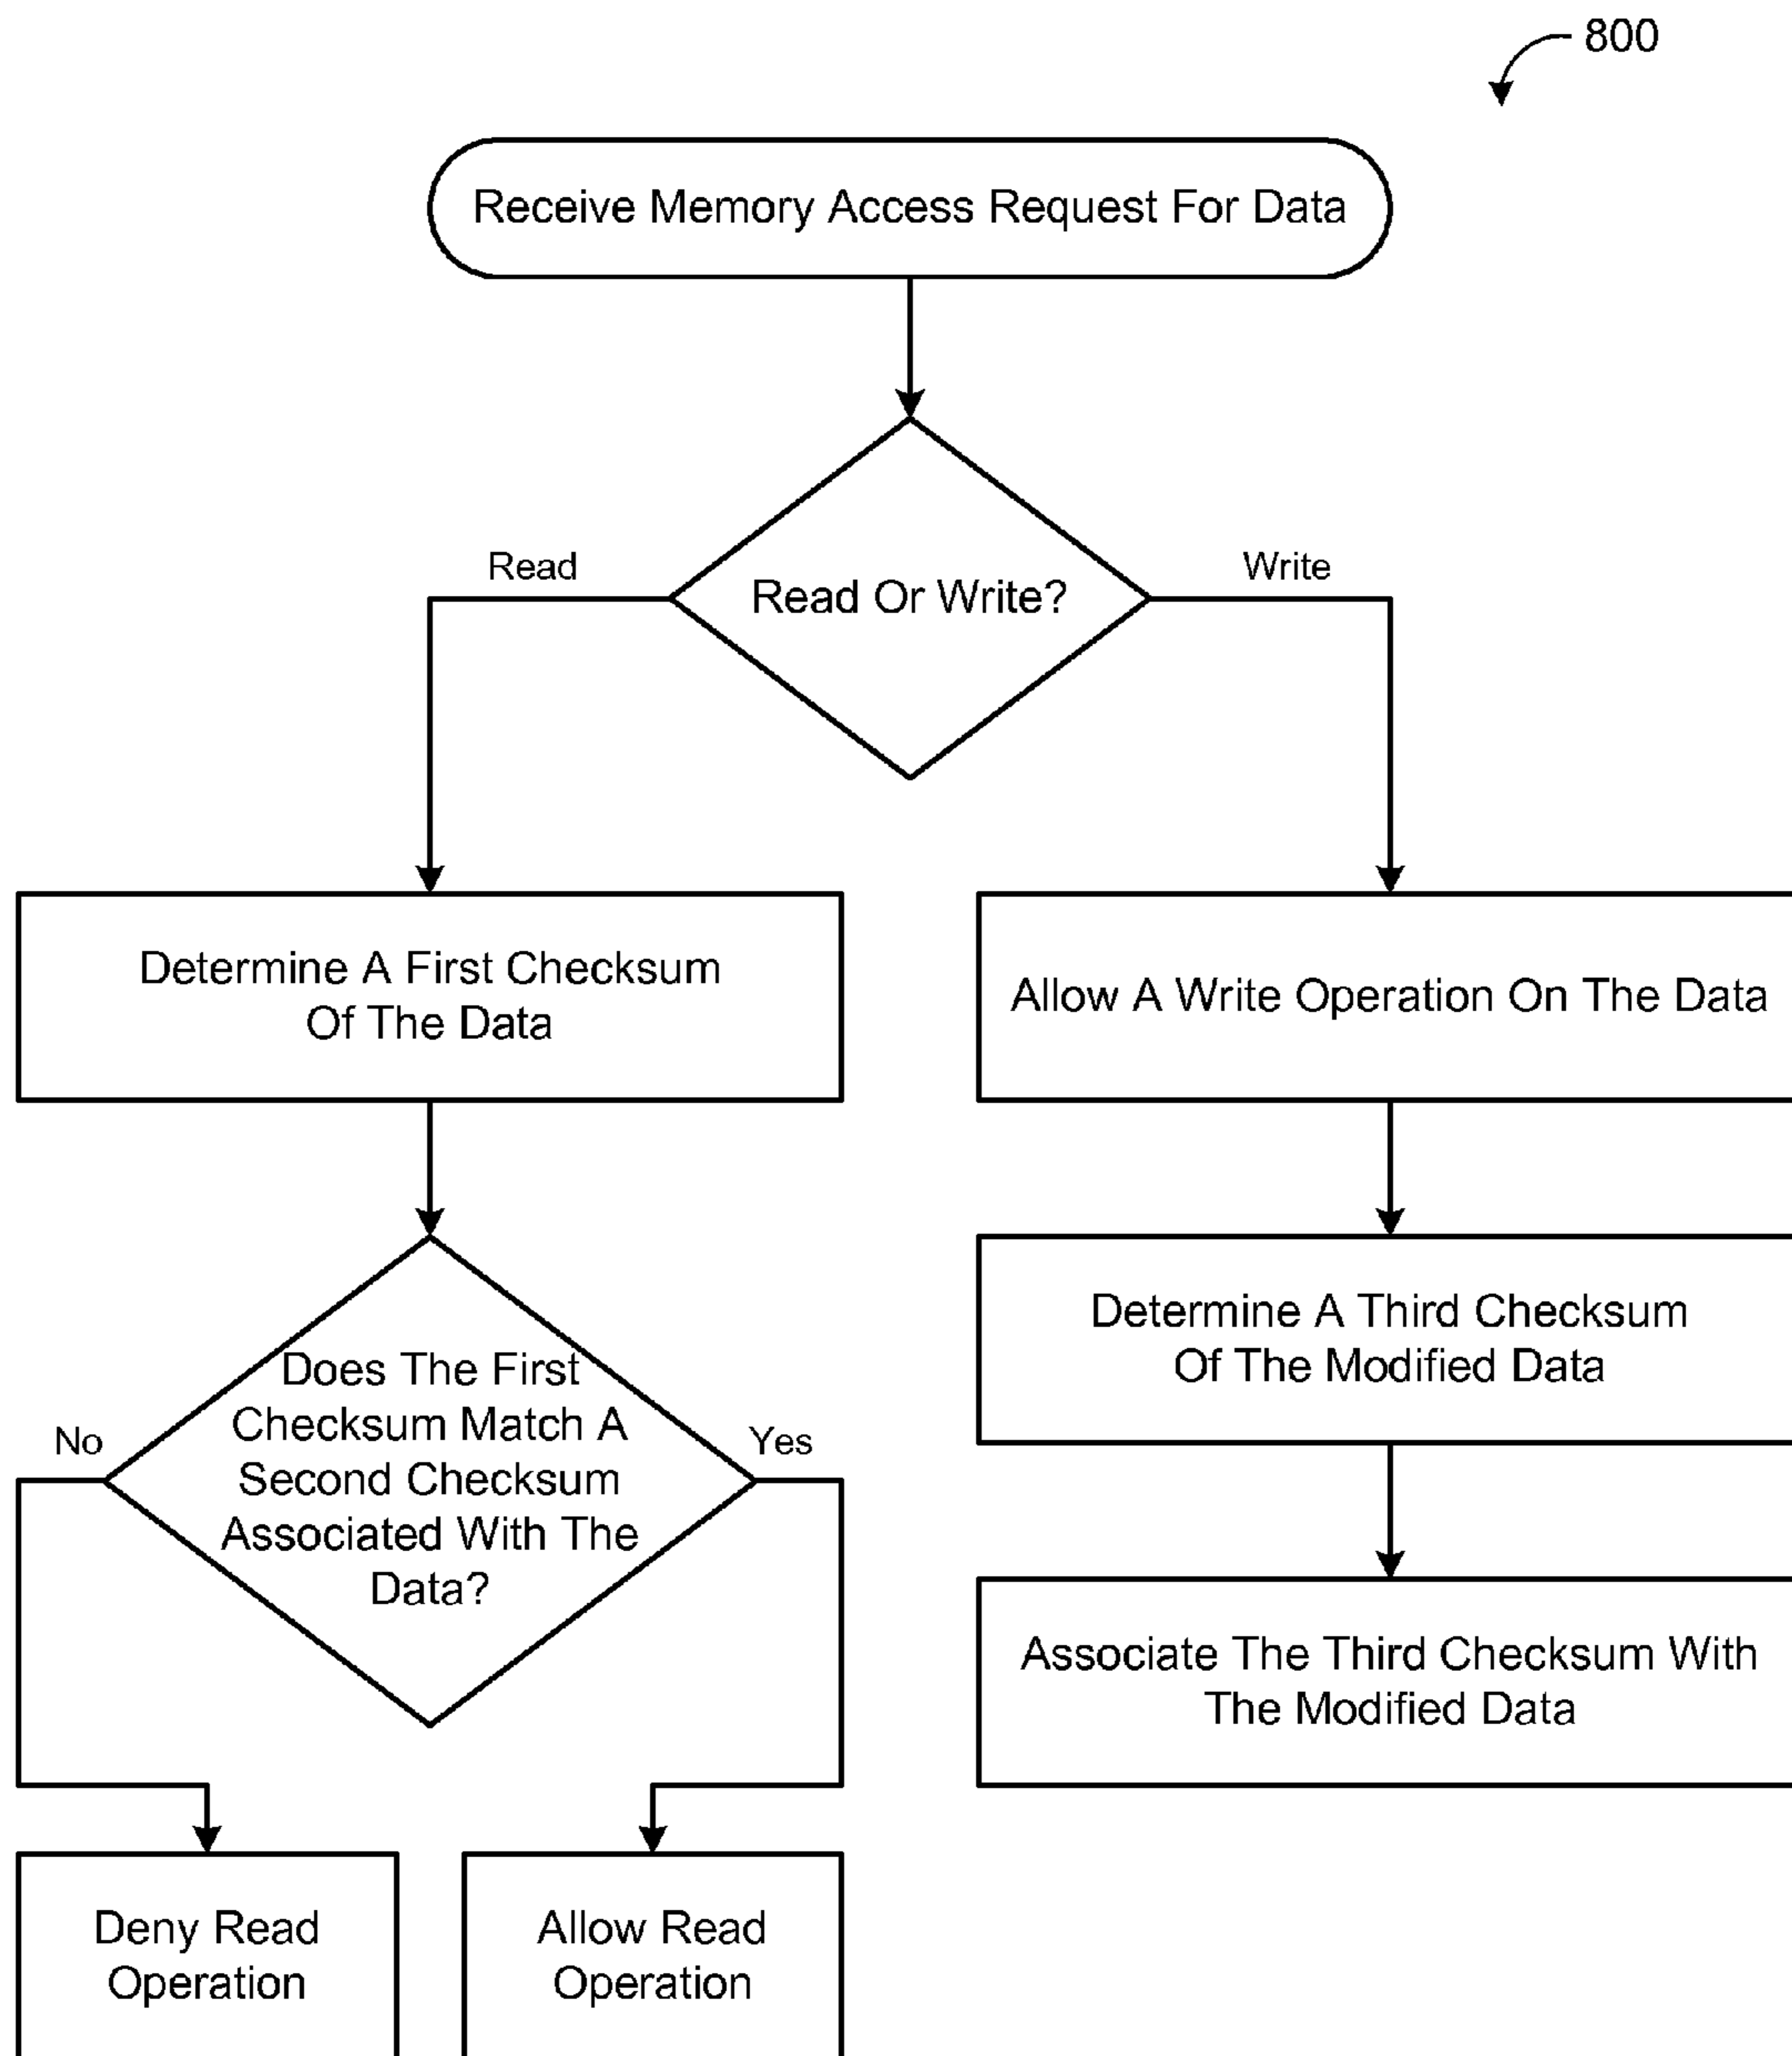 800
Receive Memory Access Request For Data
Read
Read Or Write?
Write
Determine A First Checksum
Of The Data
Allow A Write Operation On The Data
Does The First
Checksum Match A
Second Checksum
Associated With The
Data?
No
Yes
Determine A Third Checksum
Of The Modified Data
Associate The Third Checksum With
The Modified Data
Deny Read
Operation
Allow Read
Operation